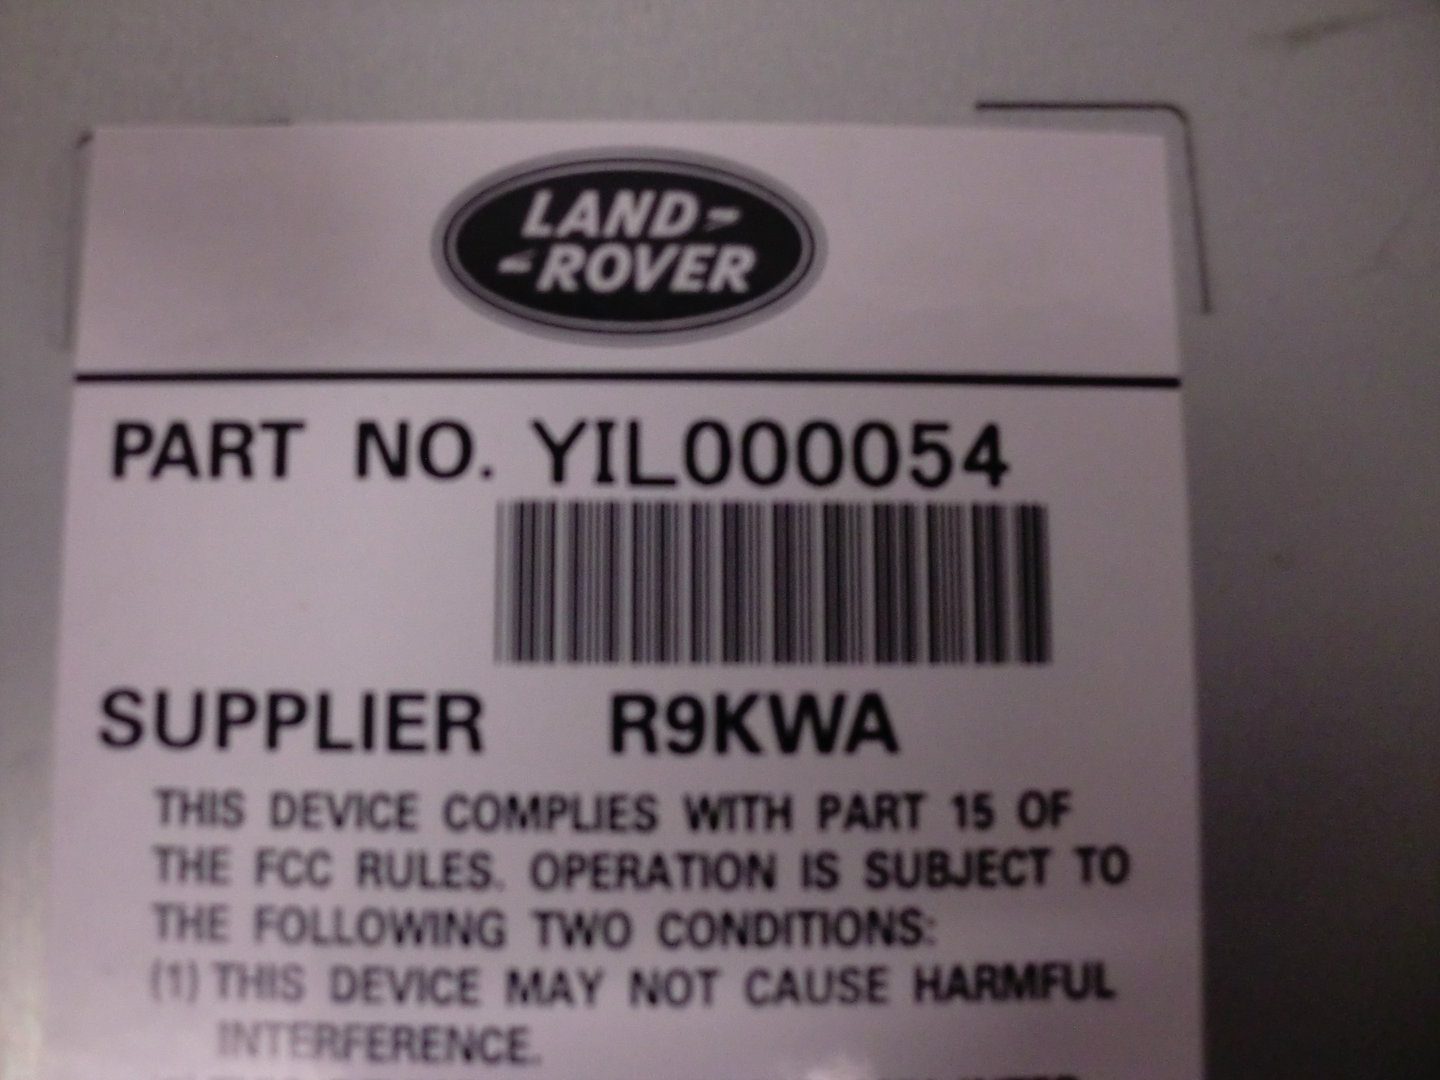 LAND-
-ROVER
PART NO. YIL000054
SUPPLIER R9KWA
THIS DEVICE COMPLIES WITH PART 15 OF
THE FCC RULES. OPERATION IS SUBJECT TO
THE FOLLOWING TWO CONDITIONS:
(1) THIS DEVICE MAY NOT CAUSE HARMFUL
INTERFERENCE.